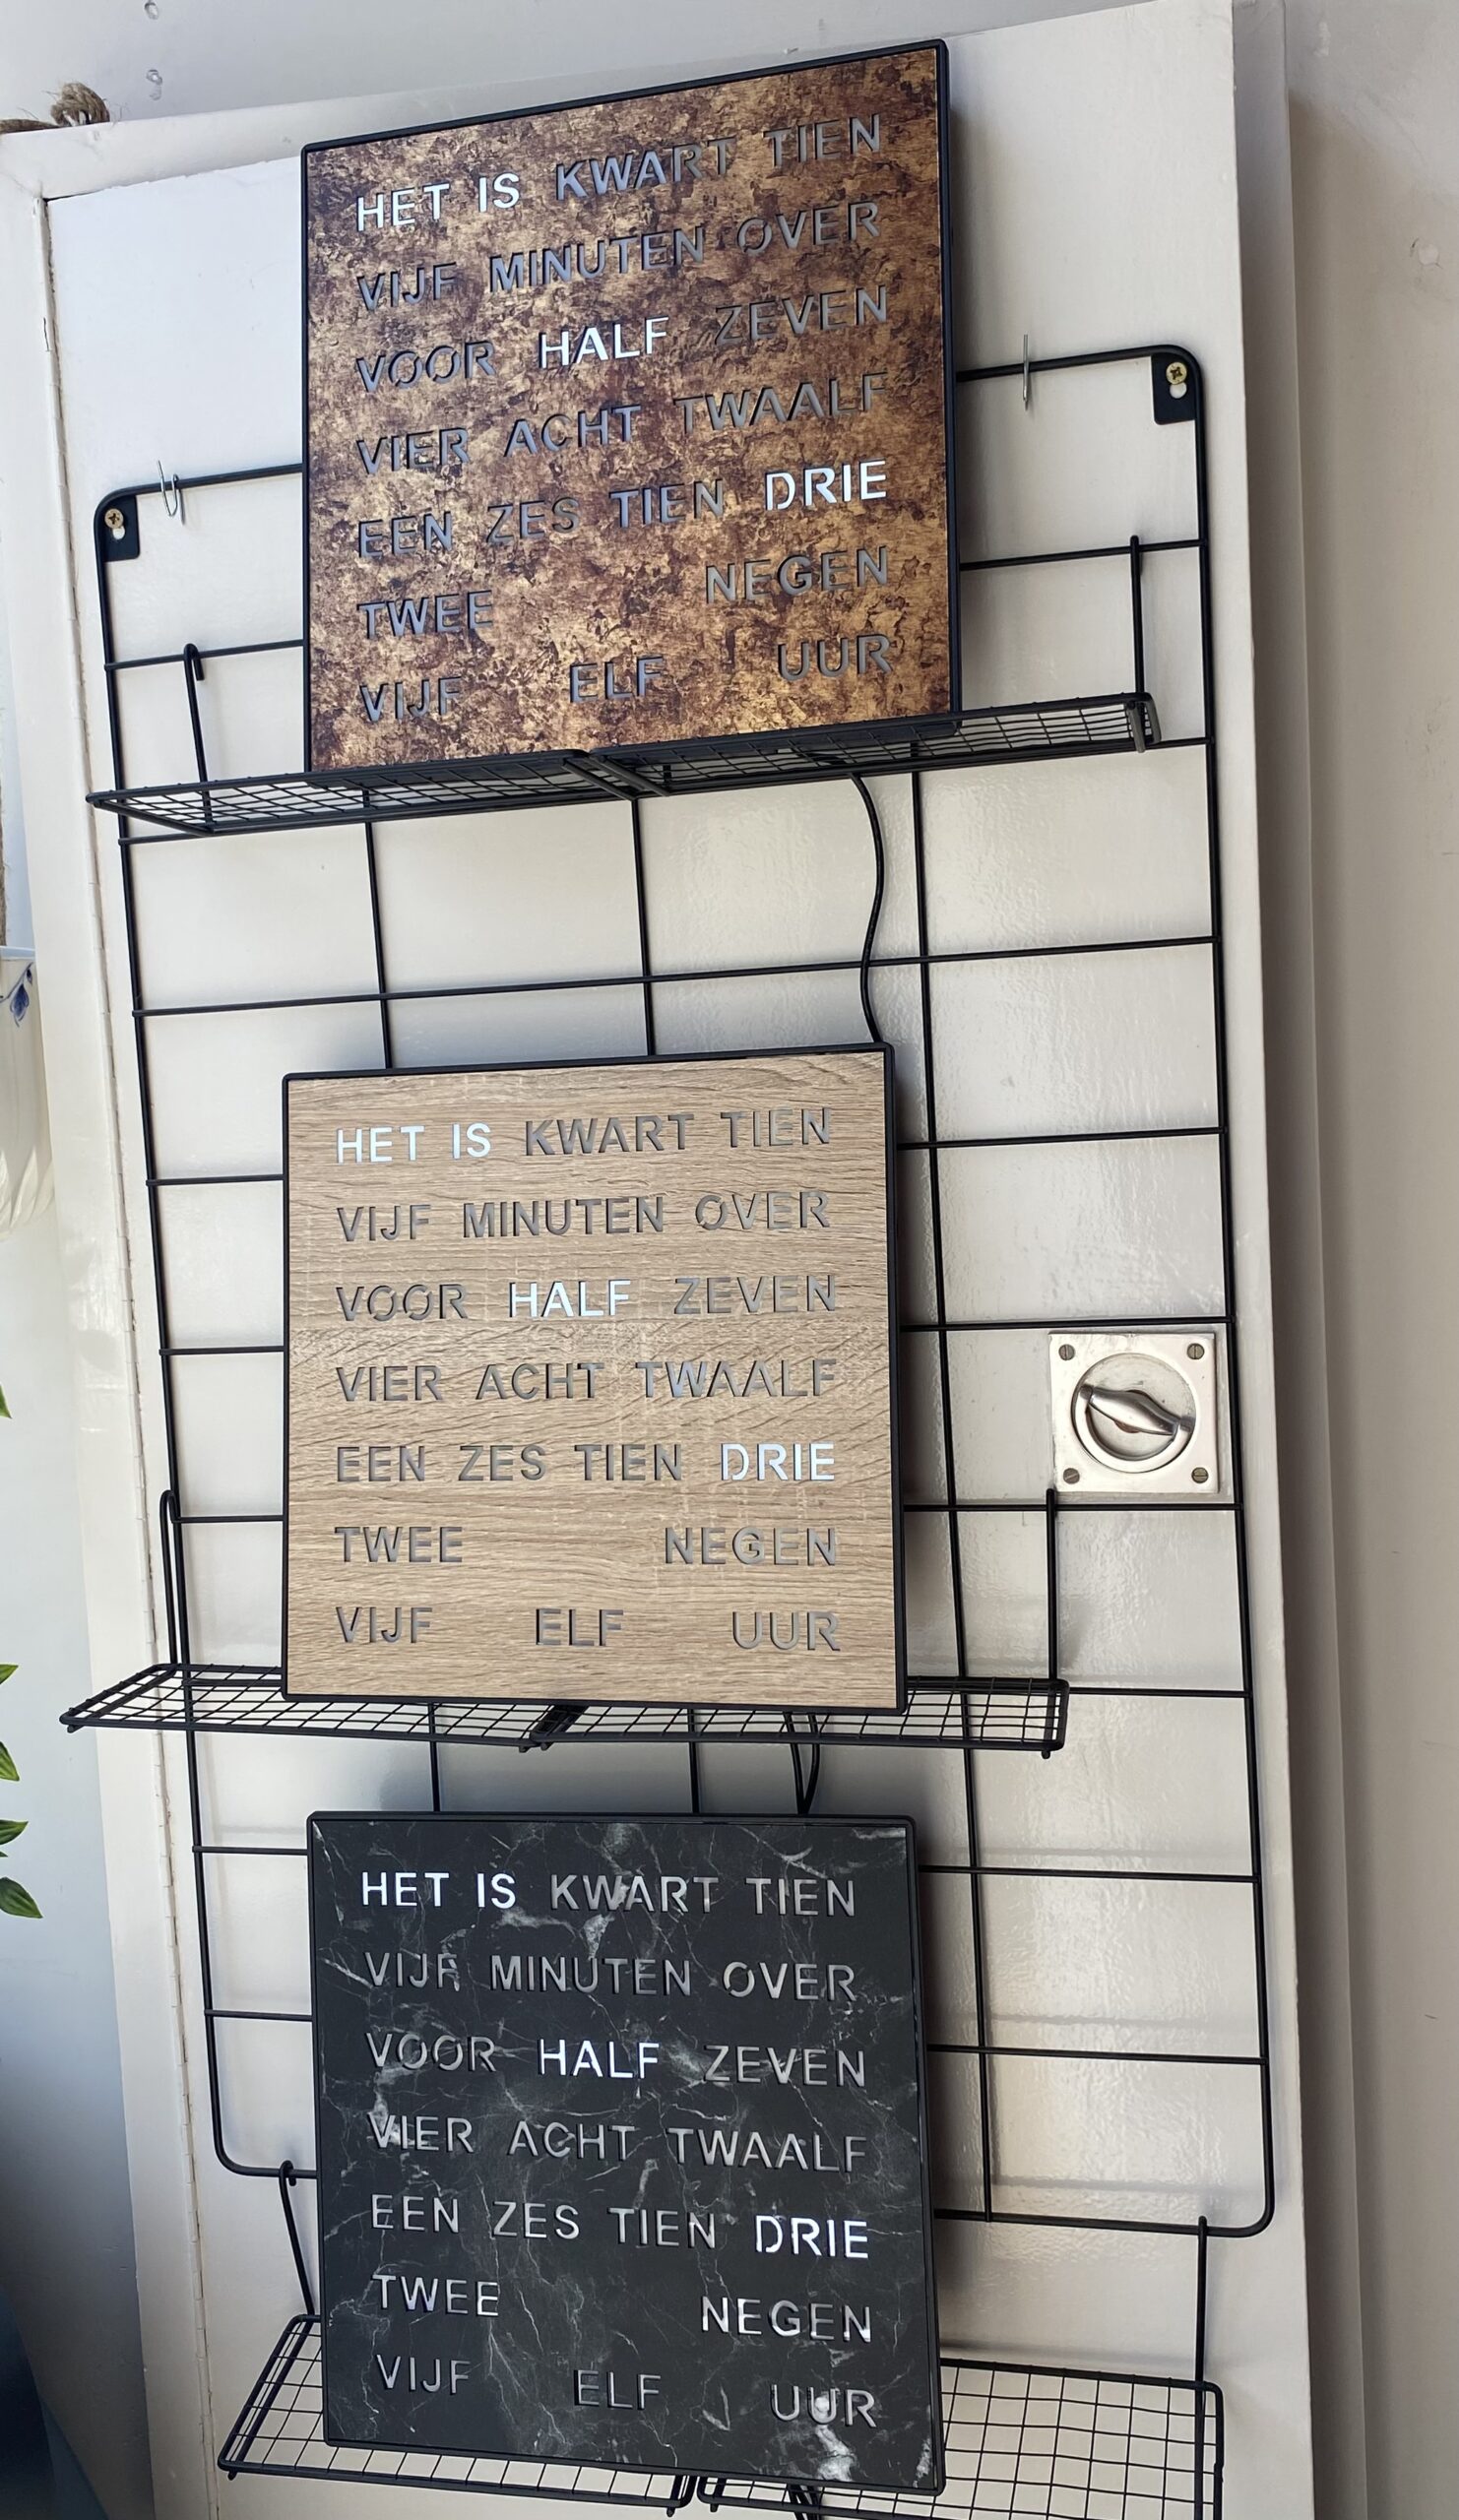 HET IS KWART TIEN
VIJF MINUTEN OVER
VOOR HALF ZEVEN
VIER ACHT TWAALF
EEN ZES TIEN DRIE
TWEE NEGEN
VIJF ELF UUR
HET IS KWART TIEN
VIJF MINUTEN OVER
VOOR HALF ZEVEN
VIER ACHT TWAALF
EEN ZES TIEN DRIE
TWEE NEGEN
VIJF ELF UUR
HET IS KWART TIEN
VIJF MINUTEN OVER
VOOR HALF ZEVEN
VIER ACHT TWAALF
EEN ZES TIEN DRIE
TWEE NEGEN
VIJF ELF UUR